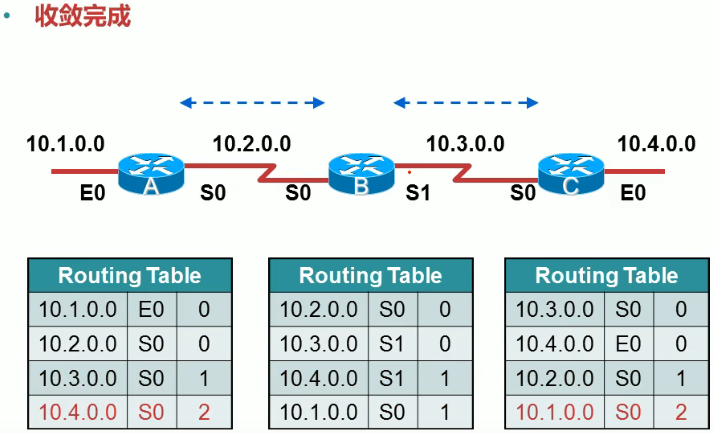 • 收敛完成
10.1.0.0 10.2.0.0 10.3.0.0 10.4.0.0
E0 A S0 S0 B S1 S0 C E0
Routing Table
10.1.0.0 E0 0
10.2.0.0 S0 0
10.3.0.0 S0 1
10.4.0.0 S0 2
Routing Table
10.2.0.0 S0 0
10.3.0.0 S1 0
10.4.0.0 S1 1
10.1.0.0 S0 1
Routing Table
10.3.0.0 S0 0
10.4.0.0 E0 0
10.2.0.0 S0 1
10.1.0.0 S0 2